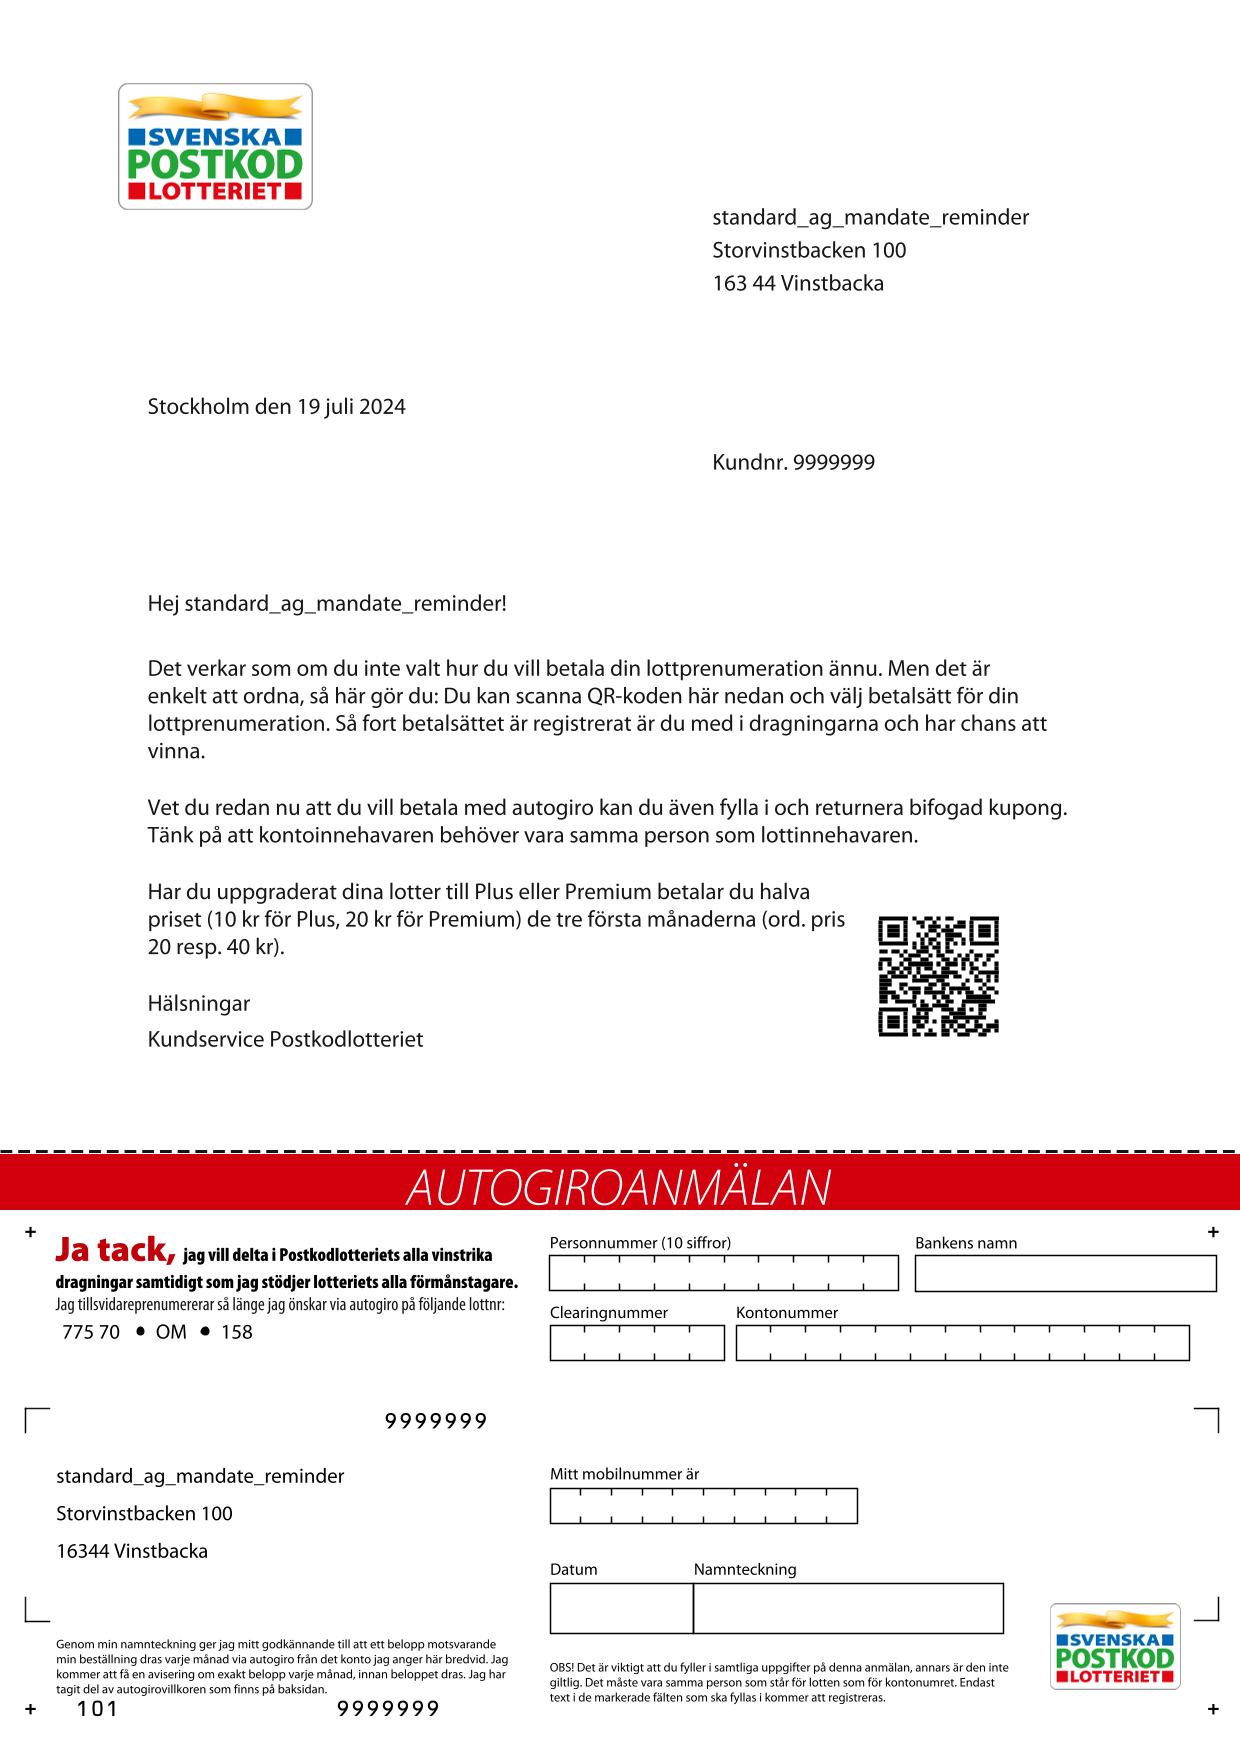 SVENSKA
POSTKOD
LOTTERIET
standard_ag_mandate_reminder
Storvinstbacken 100
163 44 Vinstbacka
Stockholm den 19 juli 2024
Kundnr. 9999999
Hej standard_ag_mandate_reminder!
Det verkar som om du inte valt hur du vill betala din lottprenumeration ännu. Men det är
enkelt att ordna, så här gör du: Du kan scanna QR-koden här nedan och välj betalsätt för din
lottprenumeration. Så fort betalsättet är registrerat är du med i dragningarna och har chans att
vinna.
Vet du redan nu att du vill betala med autogiro kan du även fylla i och returnera bifogad kupong.
Tänk på att kontoinnehavaren behöver vara samma person som lottinnehavaren.
Har du uppgraderat dina lotter till Plus eller Premium betalar du halva
priset (10 kr för Plus, 20 kr för Premium) de tre första månaderna (ord. pris
20 resp. 40 kr).
Hälsningar
Kundservice Postkodlotteriet
AUTOGIROANMÄLAN
Ja tack, jag vill delta i Postkodlotteriets alla vinstrika
dragningar samtidigt som jag stödjer lotteriets alla förmånstagare.
Jag tillsvidareprenumererar så länge jag önskar via autogiro på följande lottnr:
775 70 • OM • 158
Personnummer (10 siffror)
Bankens namn
Clearingnummer
Kontonummer
9999999
standard_ag_mandate_reminder
Storvinstbacken 100
16344 Vinstbacka
Mitt mobilnummer är
Datum
Namnteckning
Genom min namnteckning ger jag mitt godkännande till att ett belopp motsvarande
min beställning dras varje månad via autogiro från det konto jag anger här bredvid. Jag
kommer att få en avisering om exakt belopp varje månad, innan beloppet dras. Jag har
tagit del av autogirovillkoren som finns på baksidan.
101 9999999
OBS! Det är viktigt att du fyller i samtliga uppgifter på denna anmälan, annars är den inte
giltlig. Det måste vara samma person som står för lotten som för kontonumret. Endast
text i de markerade fälten som ska fyllas i kommer att registreras.
SVENSKA
POSTKOD
LOTTERIET